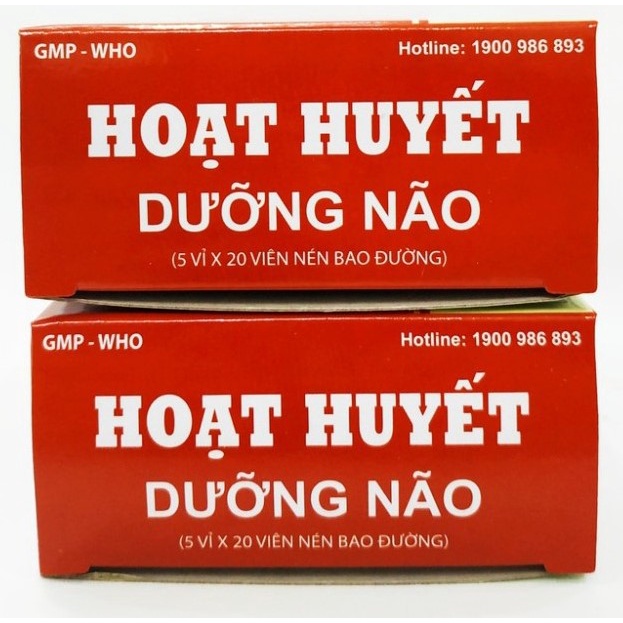 GMP - WHO
Hotline: 1900 986 893
HOẠT HUYẾT
DƯỠNG NÃO
(5 VỈ X 20 VIÊN NÉN BAO ĐƯỜNG)
GMP - WHO
Hotline: 1900 986 893
HOẠT HUYẾT
DƯỠNG NÃO
(5 VỈ X 20 VIÊN NÉN BAO ĐƯỜNG)